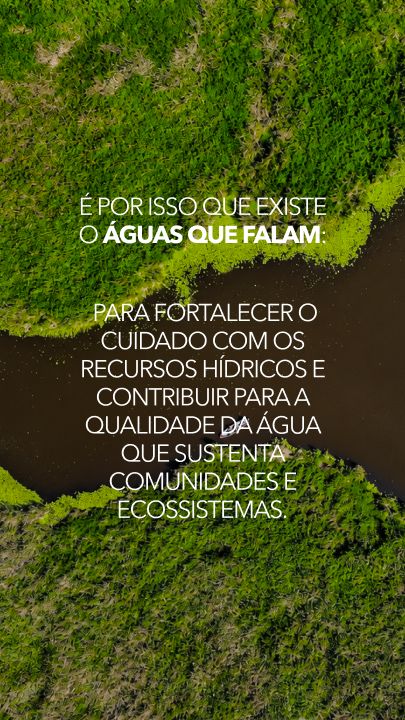 É POR ISSO QUE EXISTE
O ÁGUAS QUE FALAM:
PARA FORTALECER O
CUIDADO COM OS
RECURSOS HÍDRICOS E
CONTRIBUIR PARA A
QUALIDADE DA ÁGUA
QUE SUSTENTA
COMUNIDADES E
ECOSSISTEMAS.